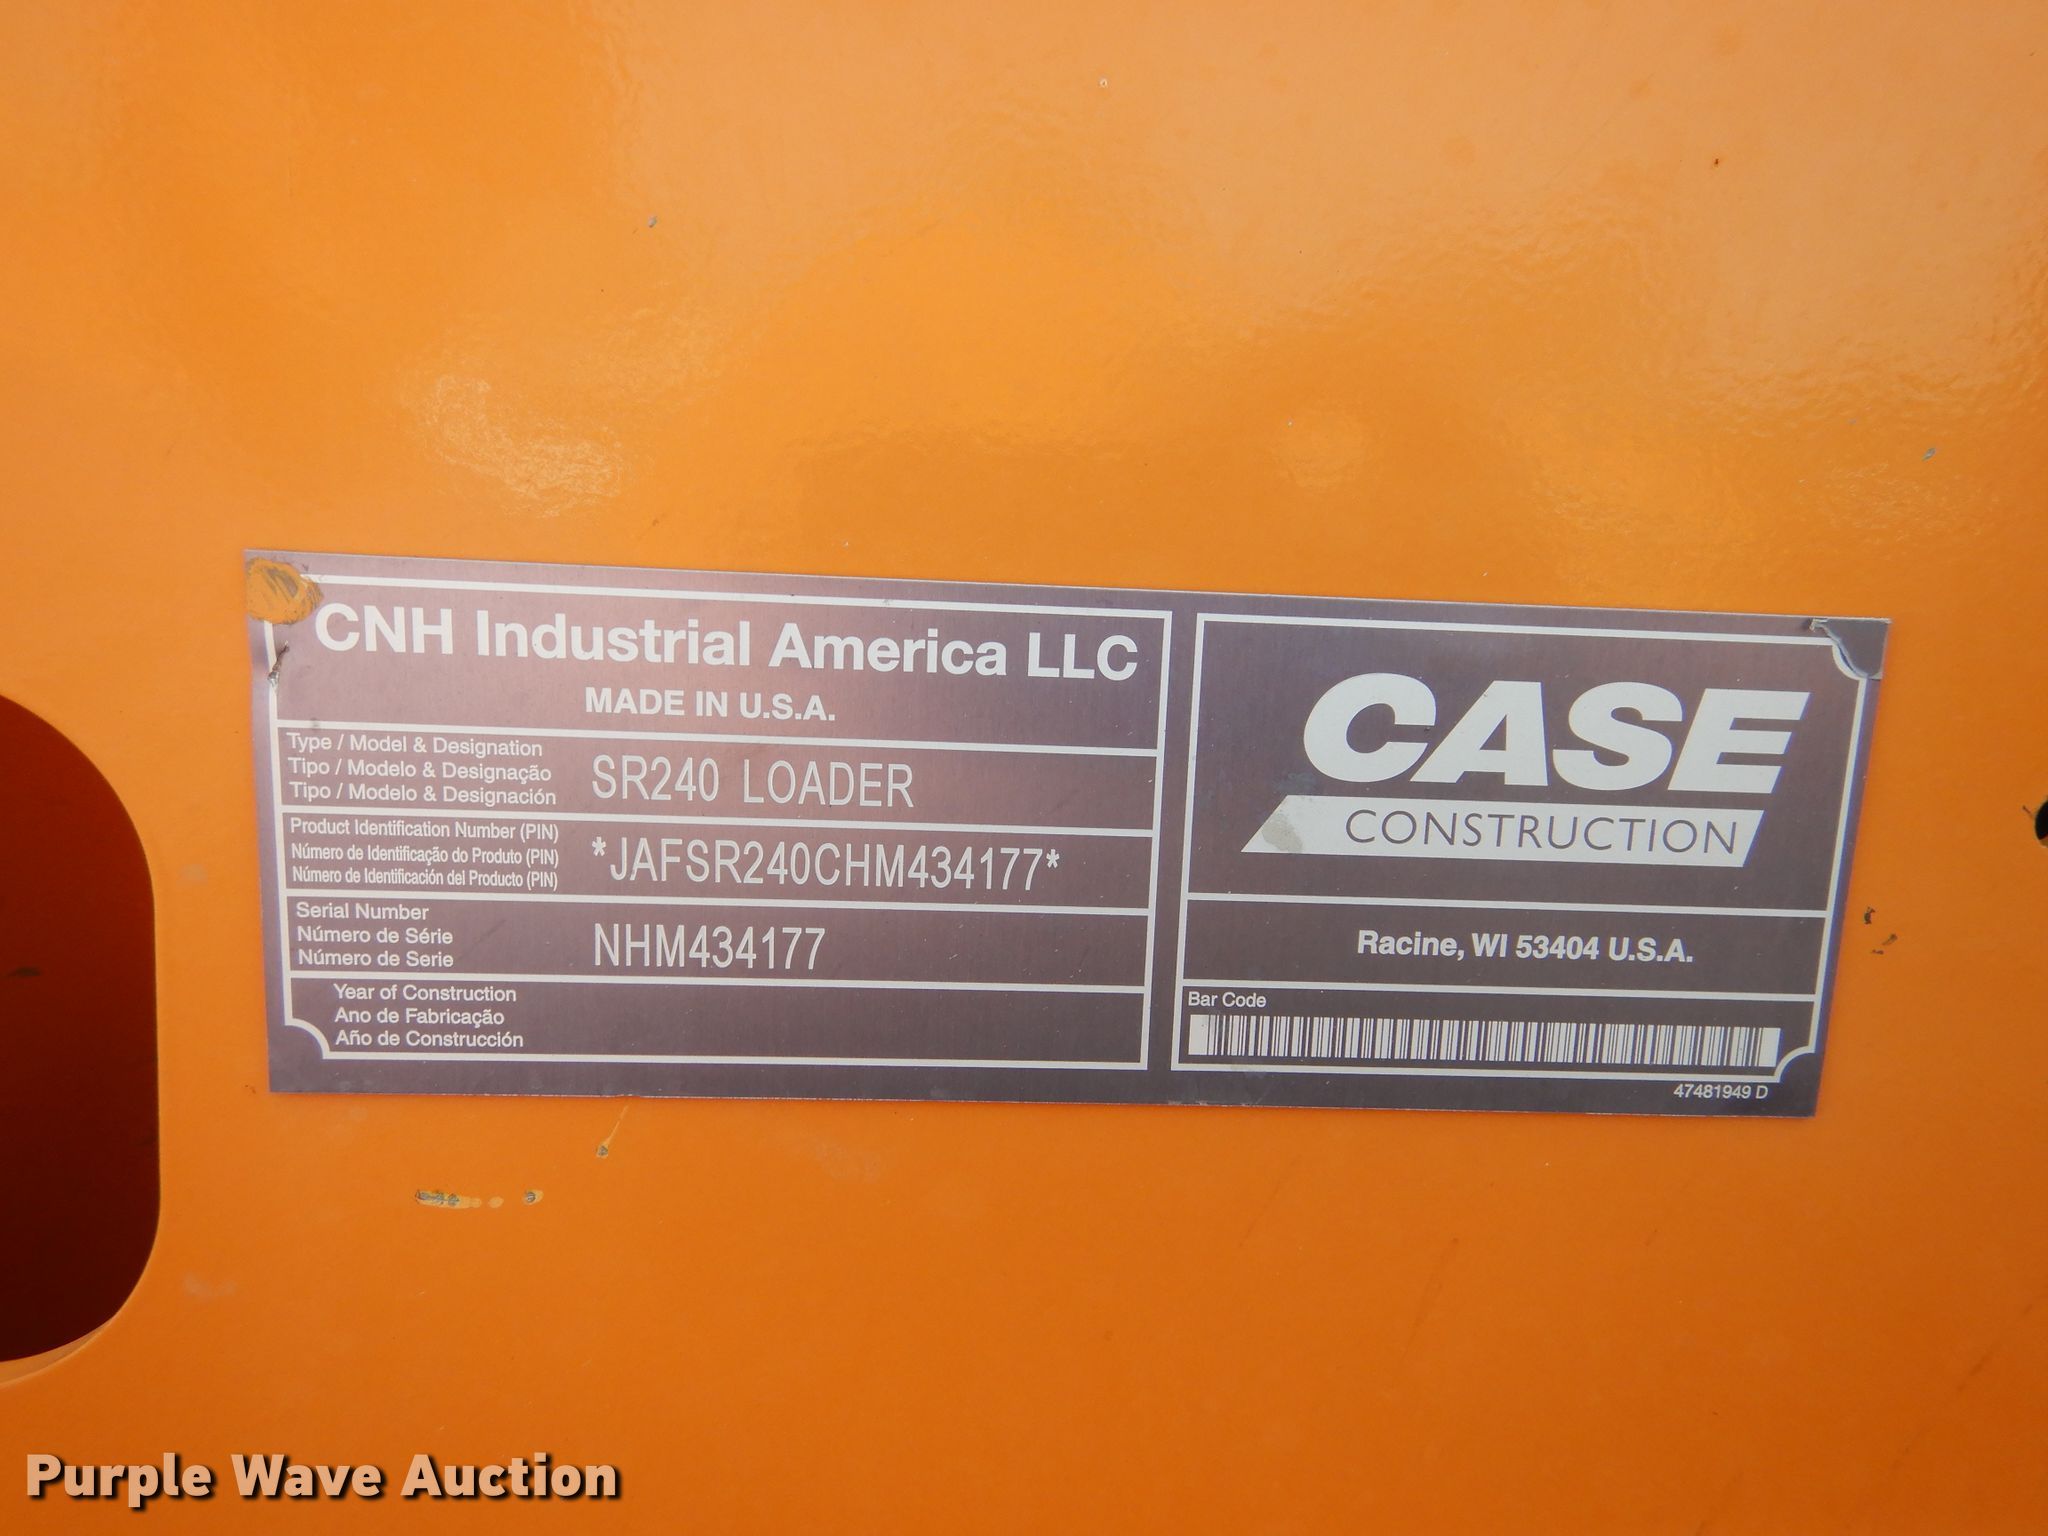 CNH Industrial America LLC
MADE IN U.S.A.
Type / Model & Designation
Tipo / Modelo & Designação
Tipo / Modelo & Designación
SR240 LOADER
Product Identification Number (PIN)
Número de Identificação do Produto (PIN)
Número de Identificación del Producto (PIN)
*JAFSR240CHM434177*
Serial Number
Número de Série
Número de Serie
NHM434177
Year of Construction
Ano de Fabricação
Año de Construcción
CASE
CONSTRUCTION
Racine, WI 53404 U.S.A.
Bar Code
47481949 D
Purple Wave Auction